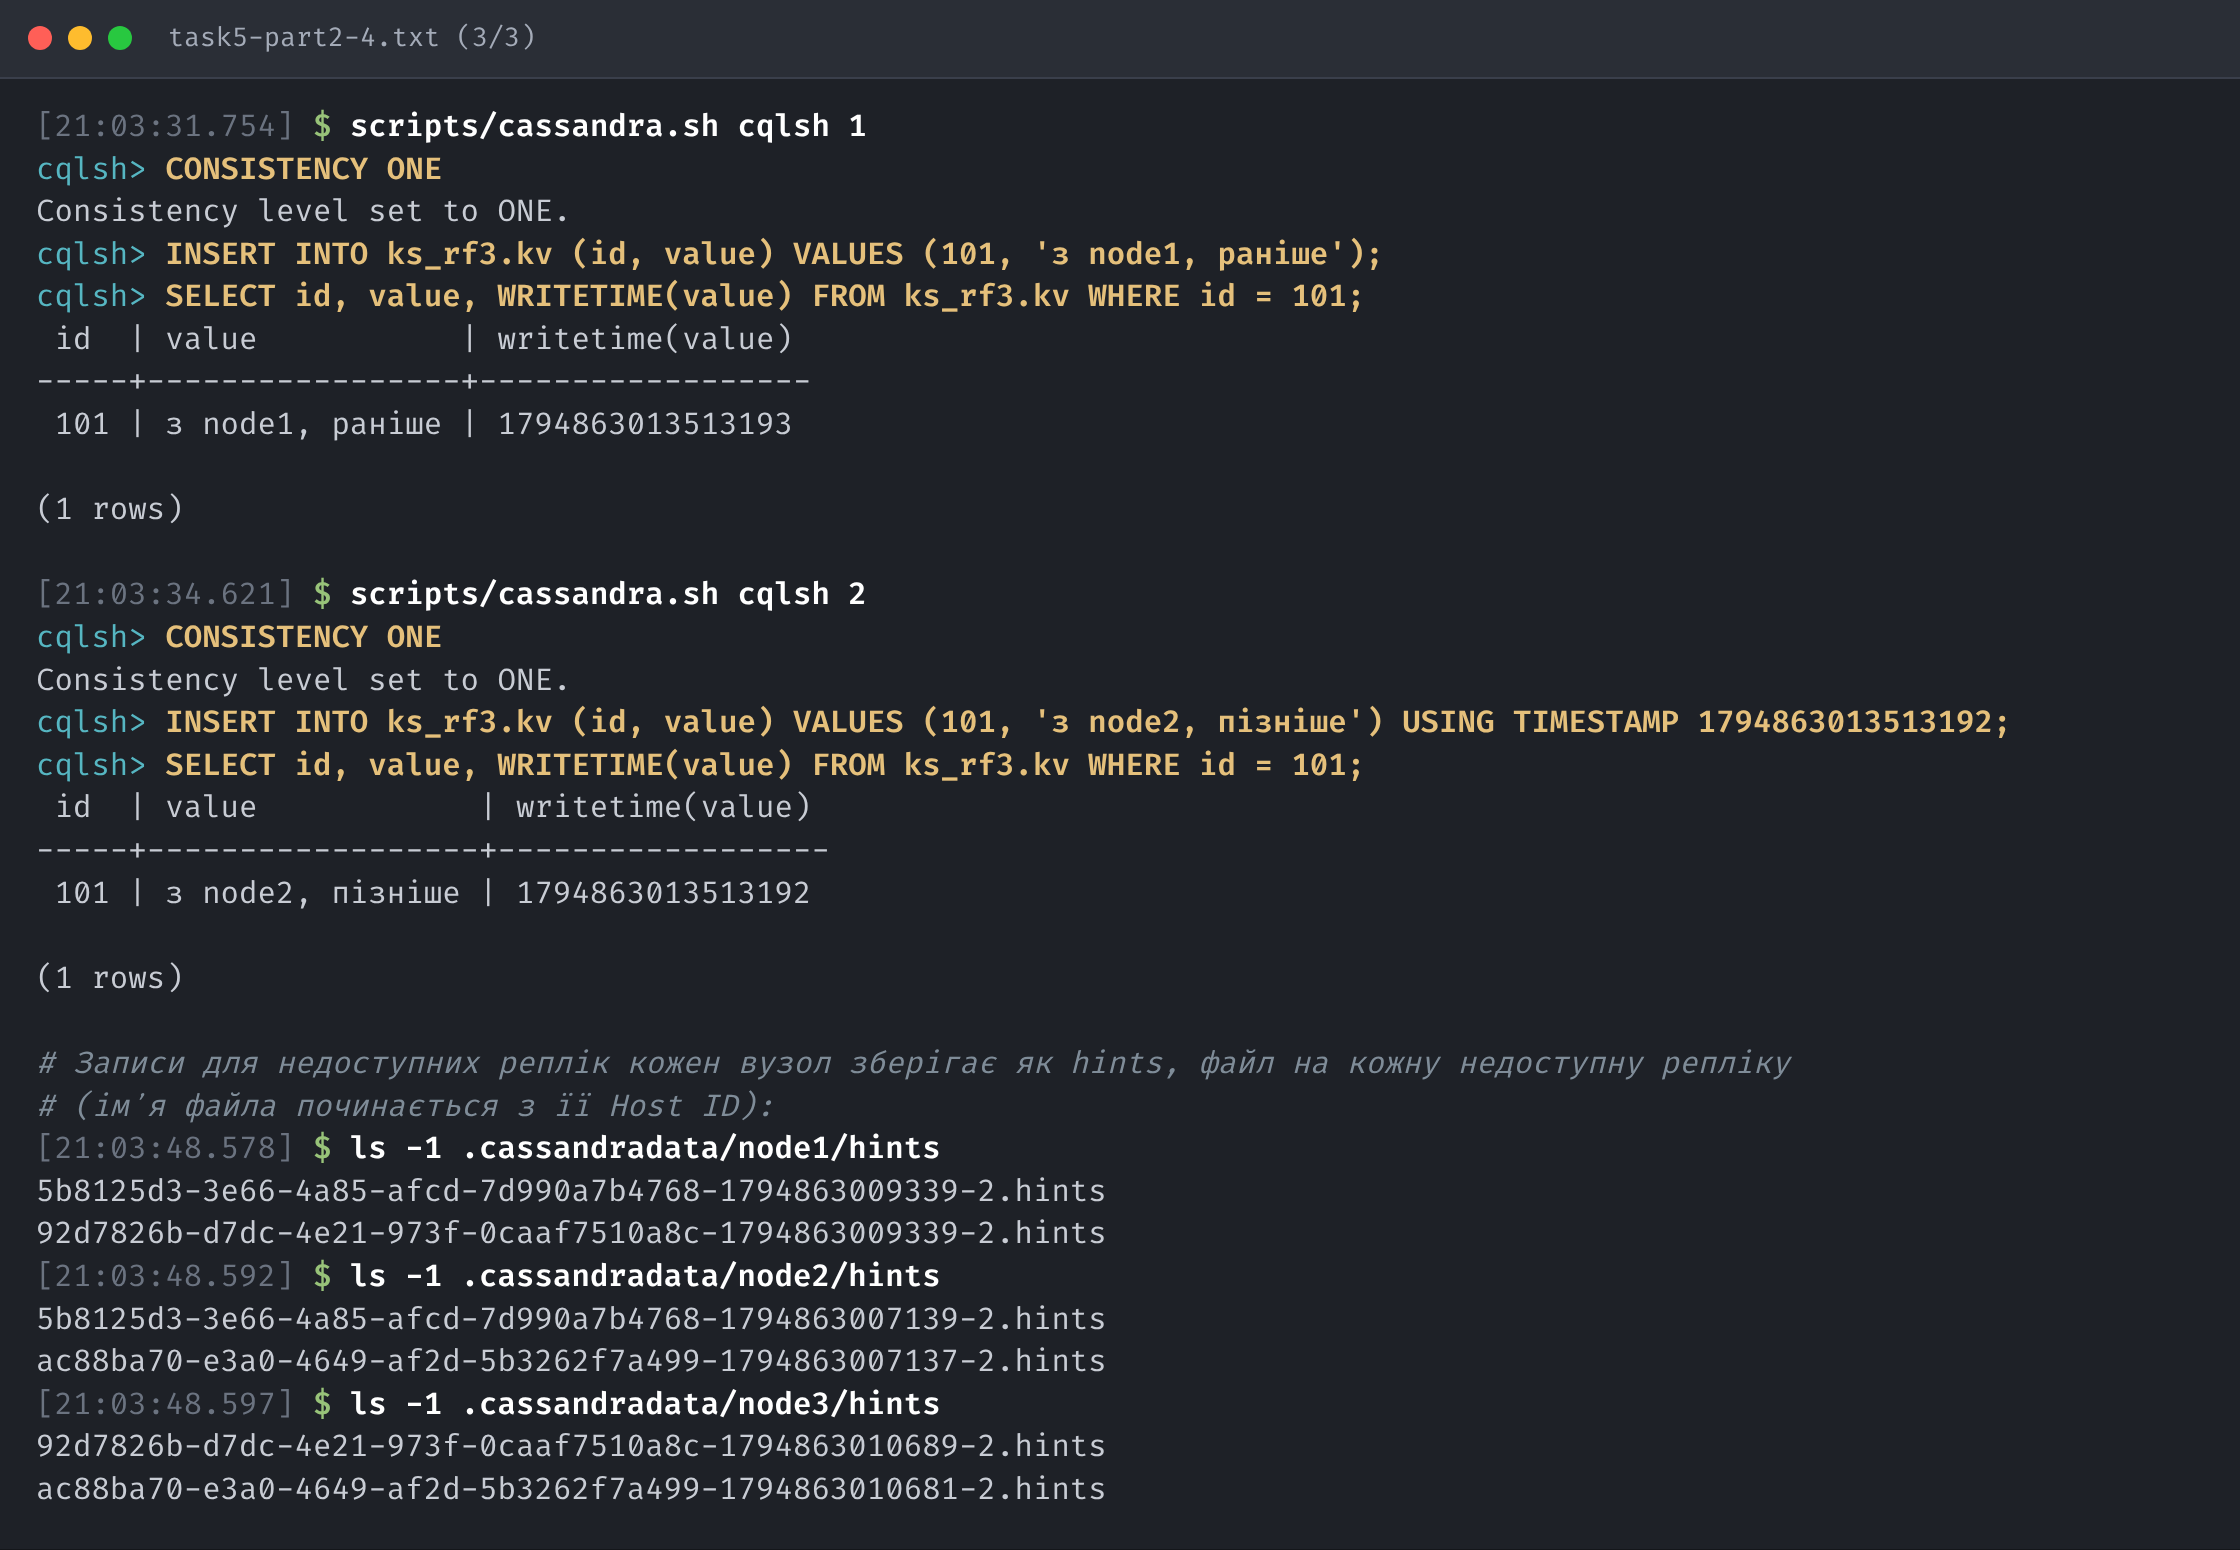 task5-part2-4.txt (3/3)
[21:03:31.754] $ scripts/cassandra.sh cqlsh 1
cqlsh> CONSISTENCY ONE
Consistency level set to ONE.
cqlsh> INSERT INTO ks_rf3.kv (id, value) VALUES (101, 'з node1, раніше');
cqlsh> SELECT id, value, WRITETIME(value) FROM ks_rf3.kv WHERE id = 101;
 id  | value           | writetime(value)
-----+-----------------+------------------
 101 | з node1, раніше | 1794863013513193
(1 rows)
[21:03:34.621] $ scripts/cassandra.sh cqlsh 2
cqlsh> CONSISTENCY ONE
Consistency level set to ONE.
cqlsh> INSERT INTO ks_rf3.kv (id, value) VALUES (101, 'з node2, пізніше') USING TIMESTAMP 1794863013513192;
cqlsh> SELECT id, value, WRITETIME(value) FROM ks_rf3.kv WHERE id = 101;
 id  | value            | writetime(value)
-----+------------------+------------------
 101 | з node2, пізніше | 1794863013513192
(1 rows)
# Записи для недоступних реплік кожен вузол зберігає як hints, файл на кожну недоступну репліку
# (ім'я файла починається з її Host ID):
[21:03:48.578] $ ls -1 .cassandradata/node1/hints
5b8125d3-3e66-4a85-afcd-7d990a7b4768-1794863009339-2.hints
92d7826b-d7dc-4e21-973f-0caaf7510a8c-1794863009339-2.hints
[21:03:48.592] $ ls -1 .cassandradata/node2/hints
5b8125d3-3e66-4a85-afcd-7d990a7b4768-1794863007139-2.hints
ac88ba70-e3a0-4649-af2d-5b3262f7a499-1794863007137-2.hints
[21:03:48.597] $ ls -1 .cassandradata/node3/hints
92d7826b-d7dc-4e21-973f-0caaf7510a8c-1794863010689-2.hints
ac88ba70-e3a0-4649-af2d-5b3262f7a499-1794863010681-2.hints